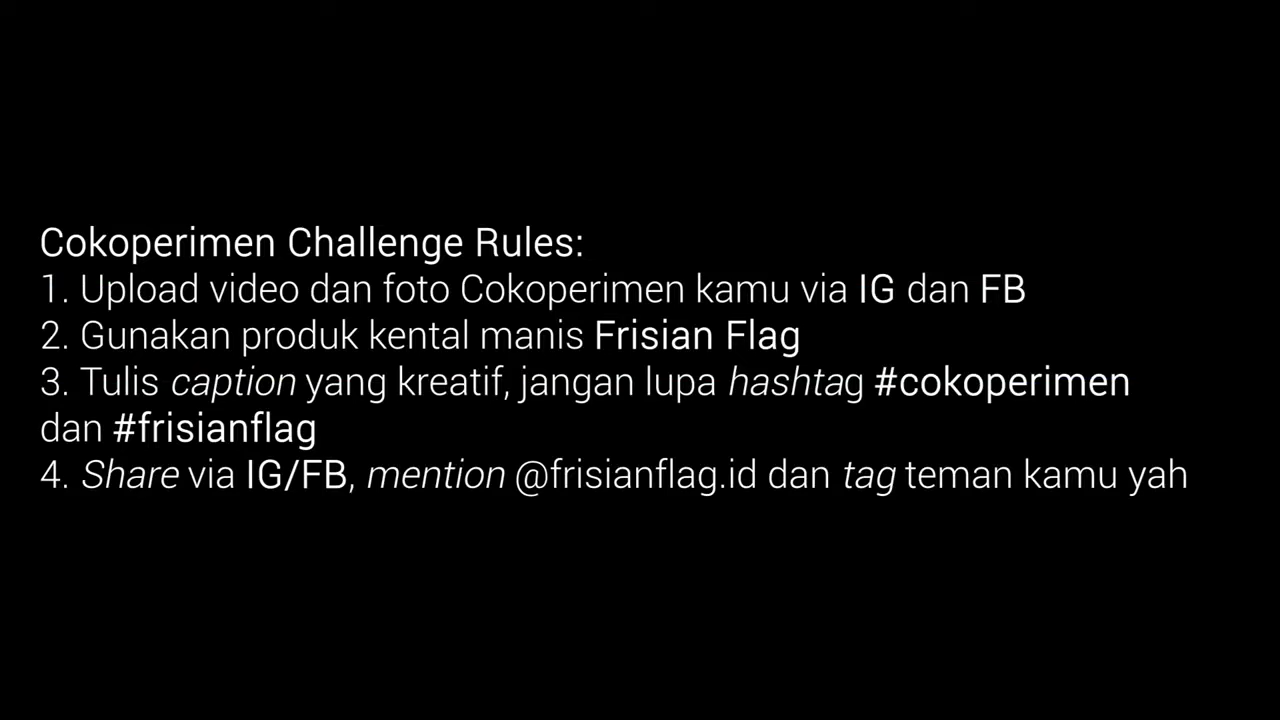 Cokoperimen Challenge Rules:
1. Upload video dan foto Cokoperimen kamu via IG dan FB
2. Gunakan produk kental manis Frisian Flag
3. Tulis caption yang kreatif, jangan lupa hashtag #cokoperimen
dan #frisianflag
4. Share via IG/FB, mention @frisianflag.id dan tag teman kamu yah